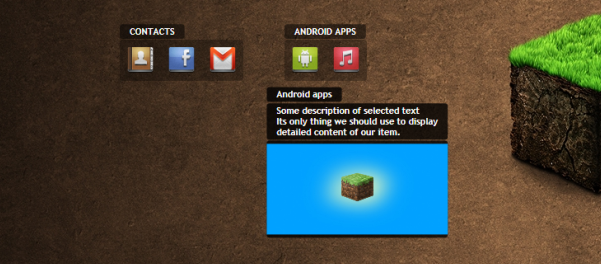 CONTACTS
ANDROID APPS
Android apps
Some description of selected text
Its only thing we should use to display
detailed content of our item.